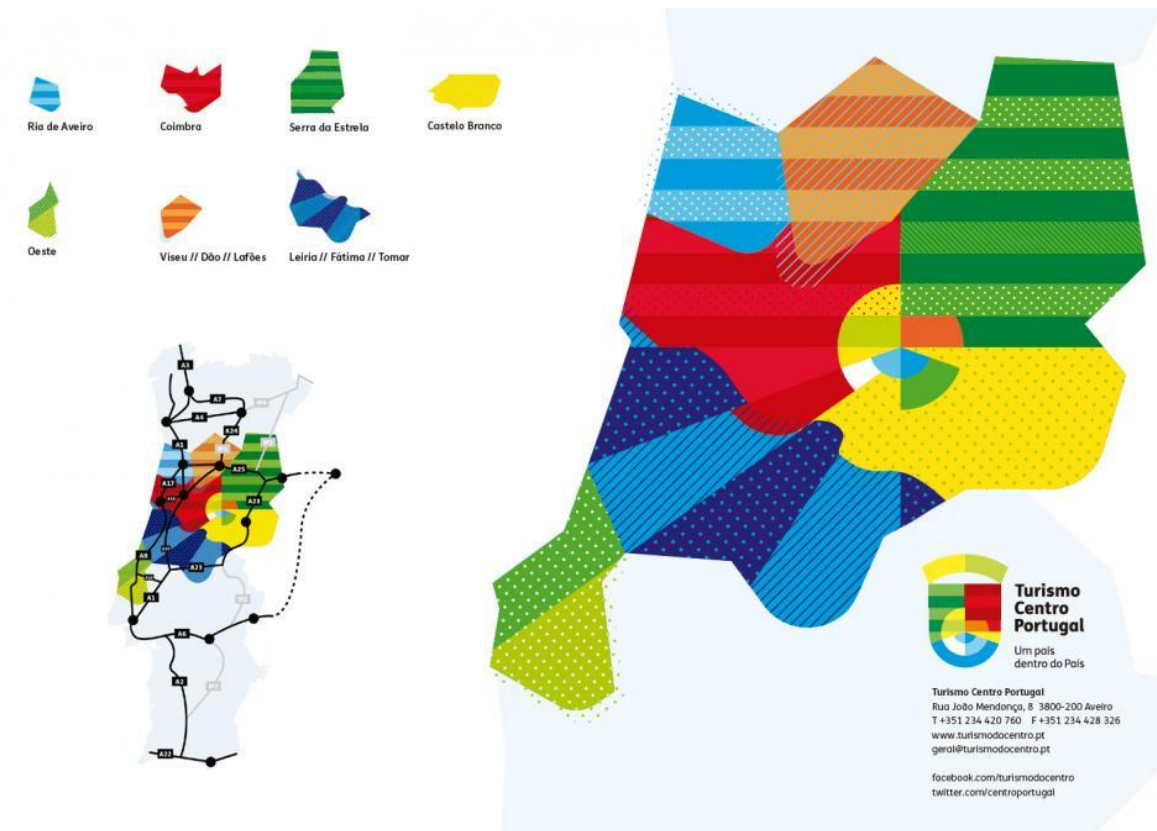 Ria de Aveiro
Coimbra
Serra da Estrela
Castelo Branco
Oeste
Viseu // Dão // Lafões
Leiria // Fátima // Tomar
A3
A7
A4
A24
A1
A25
A17
A23
A8
A23
A1
A6
A2
A22
Turismo
Centro
Portugal
Um país
dentro do País
Turismo Centro Portugal
Rua João Mendonça, 8 3800-200 Aveiro
T +351 234 420 760 F +351 234 428 326
www.turismodocentro.pt
geral@turismodocentro.pt
facebook.com/turismodocentro
twitter.com/centroportugal